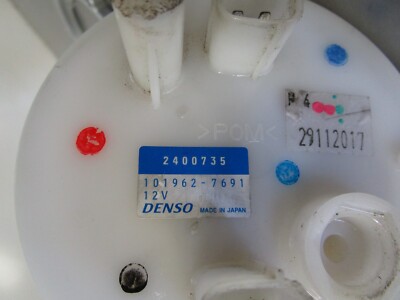 >POM<
29112017
2400735
101962-7691
12V
DENSO MADE IN JAPAN